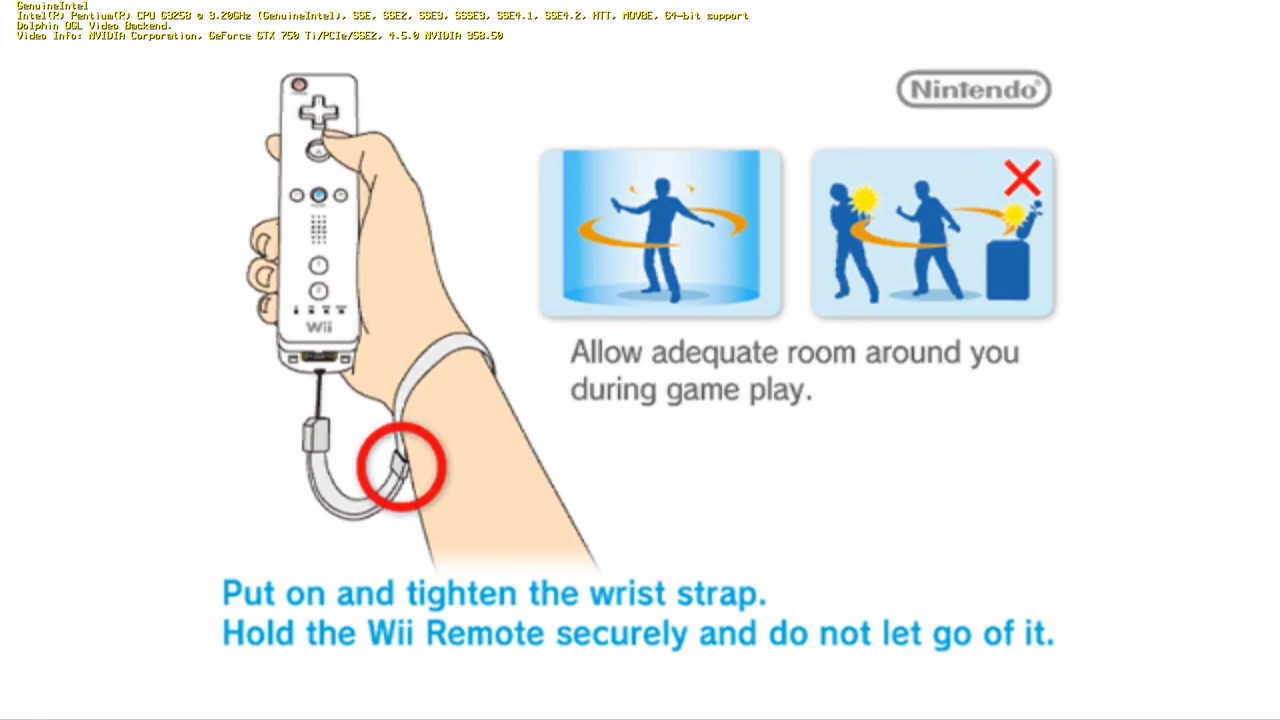 GenuineIntel
Intel(R) Pentium(R) CPU G3258 @ 3.20GHz (GenuineIntel), SSE, SSE2, SSE3, SSSE3, SSE4.1, SSE4.2, HTT, MOVBE, 64-bit support
Dolphin OGL Video Backend.
Video Info: NVIDIA Corporation, GeForce GTX 750 Ti/PCIe/SSE2, 4.5.0 NVIDIA 358.50
Nintendo®
Wii
Allow adequate room around you
during game play.
Put on and tighten the wrist strap.
Hold the Wii Remote securely and do not let go of it.